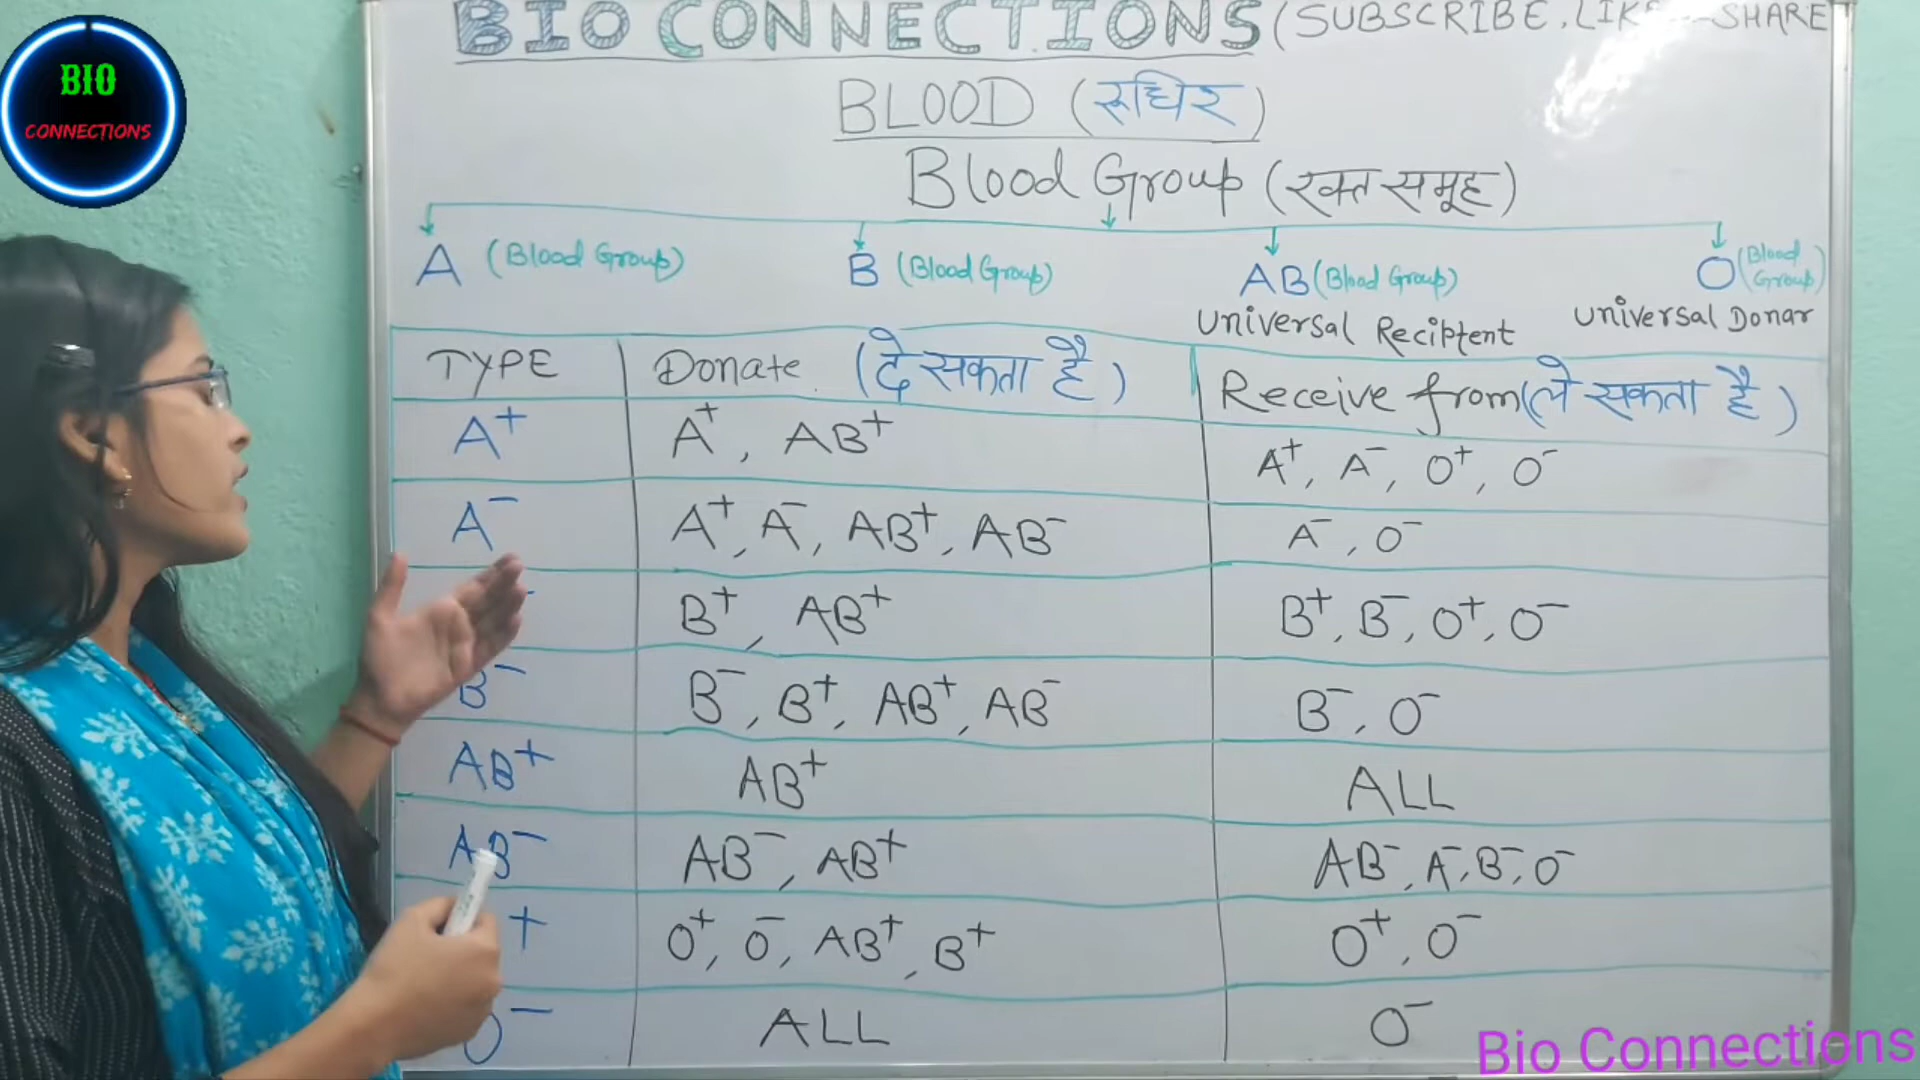 BIO CONNECTIONS (SUBSCRIBE, LIKE SHARE
BIO
CONNECTIONS
BLOOD (रूधिर)
Blood Group (रक्त समूह)
A (Blood Group) B (Blood Group) AB (Blood Group) O (Blood Group)
Universal Reciptent Universal Donar
TYPE Donate (दे सकता है) Receive from (ले सकता है)
A+ A+, AB+ A+, A-, O+, O-
A- A+, A-, AB+, AB- A-, O-
B+, AB+ B+, B-, O+, O-
B- B-, B+, AB+, AB- B-, O-
AB+ AB+ ALL
AB- AB-, AB+ AB-, A-, B-, O-
+ O+, O-, AB+, B+ O+, O-
O- ALL O-
Bio Connections